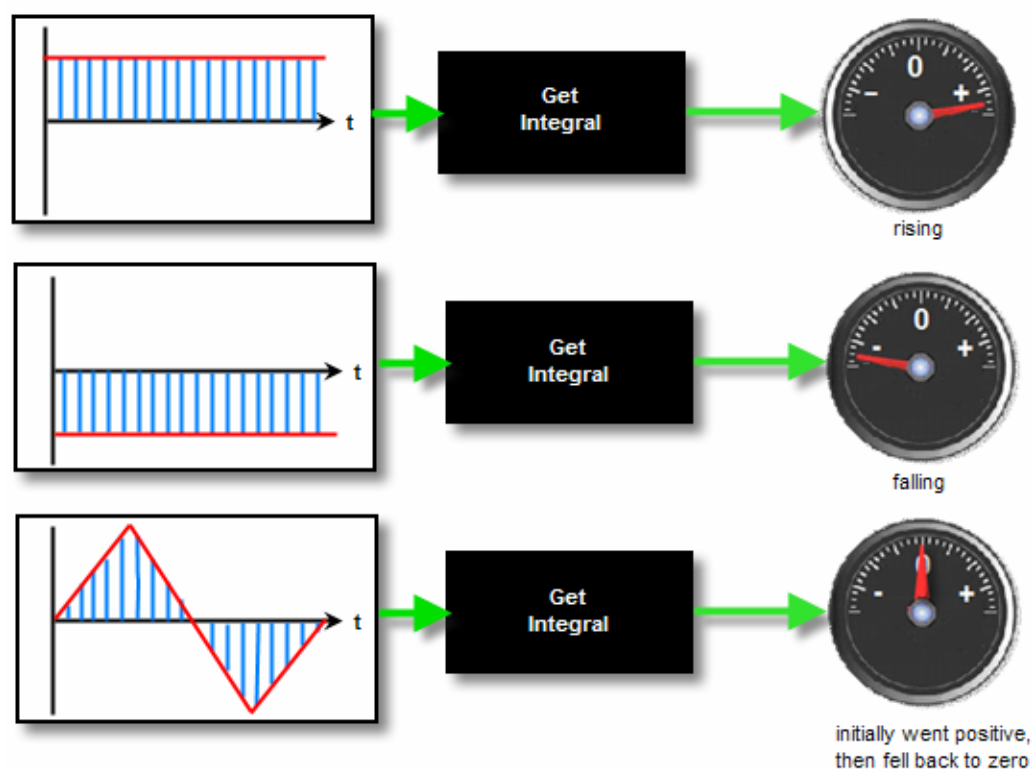 t
Get
Integral
0
− +
rising
t
Get
Integral
0
- +
falling
t
Get
Integral
0
- +
initially went positive,
then fell back to zero